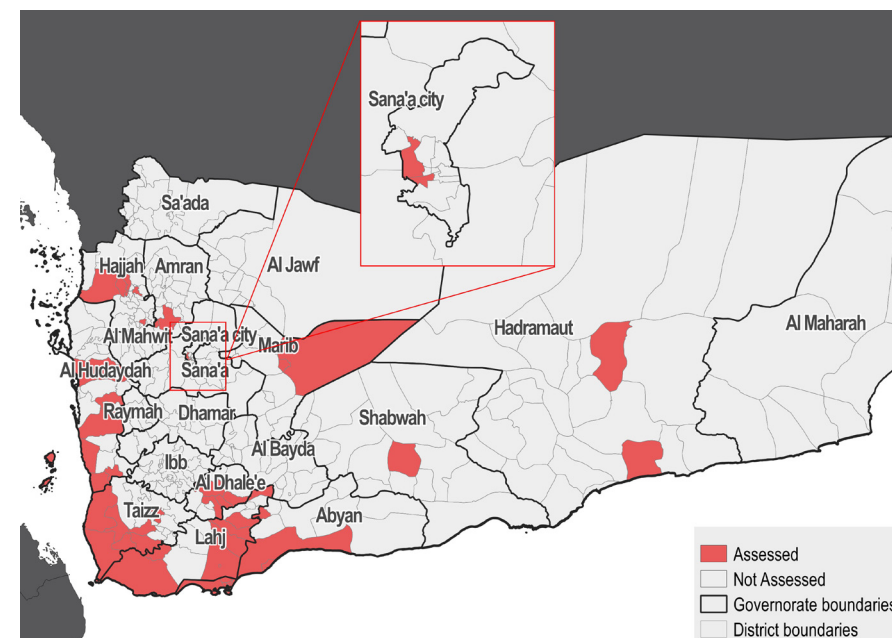 Sana'a city
Sa'ada
Hajjah
Amran
Al Jawf
Al Mahwit
Sana'a city
Marib
Hadramaut
Al Maharah
Al Hudaydah
Sana'a
Raymah
Dhamar
Shabwah
Al Bayda
Ibb
Al Dhale'e
Taizz
Lahj
Abyan
Assessed
Not Assessed
Governorate boundaries
District boundaries